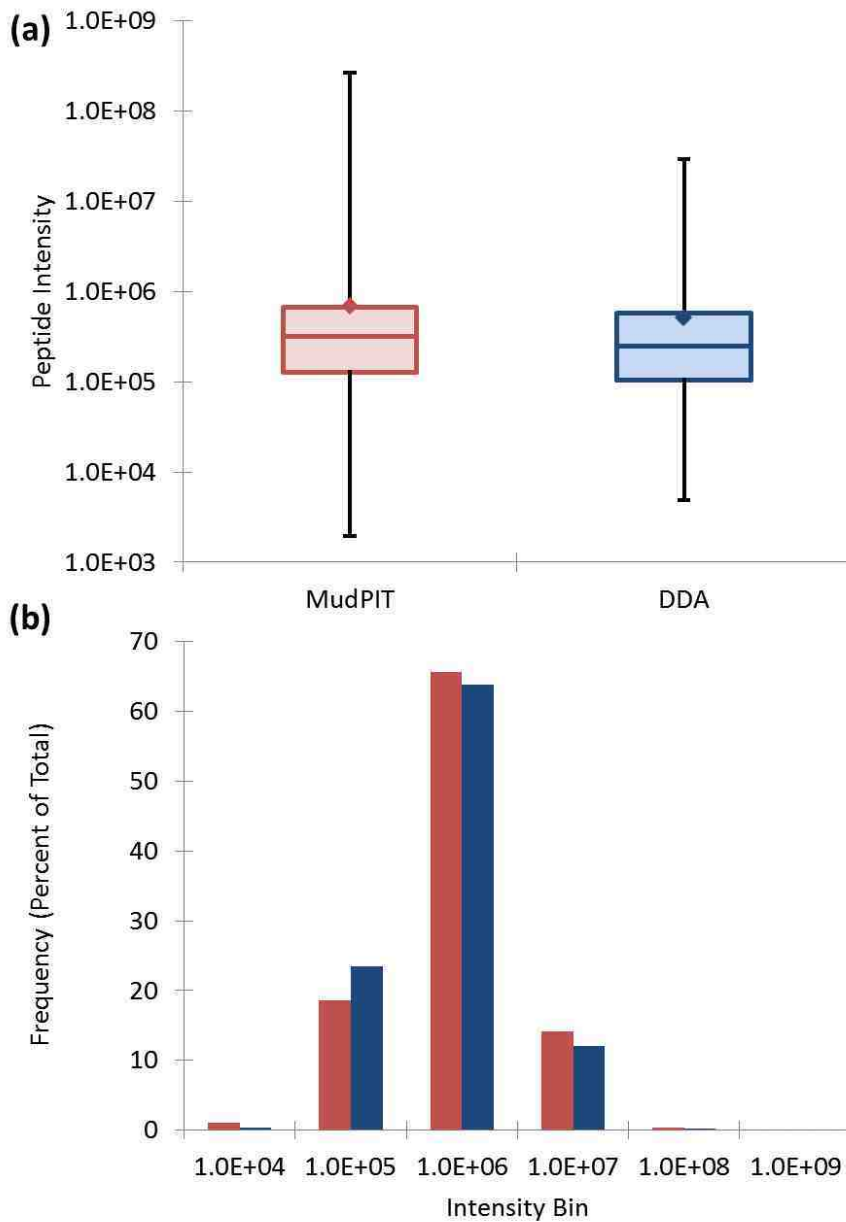 (a)
1.0E+09
1.0E+08
1.0E+07
1.0E+06
1.0E+05
1.0E+04
1.0E+03
Peptide Intensity
MudPIT DDA
(b)
70
60
50
40
30
20
10
0
Frequency (Percent of Total)
1.0E+04 1.0E+05 1.0E+06 1.0E+07 1.0E+08 1.0E+09
Intensity Bin